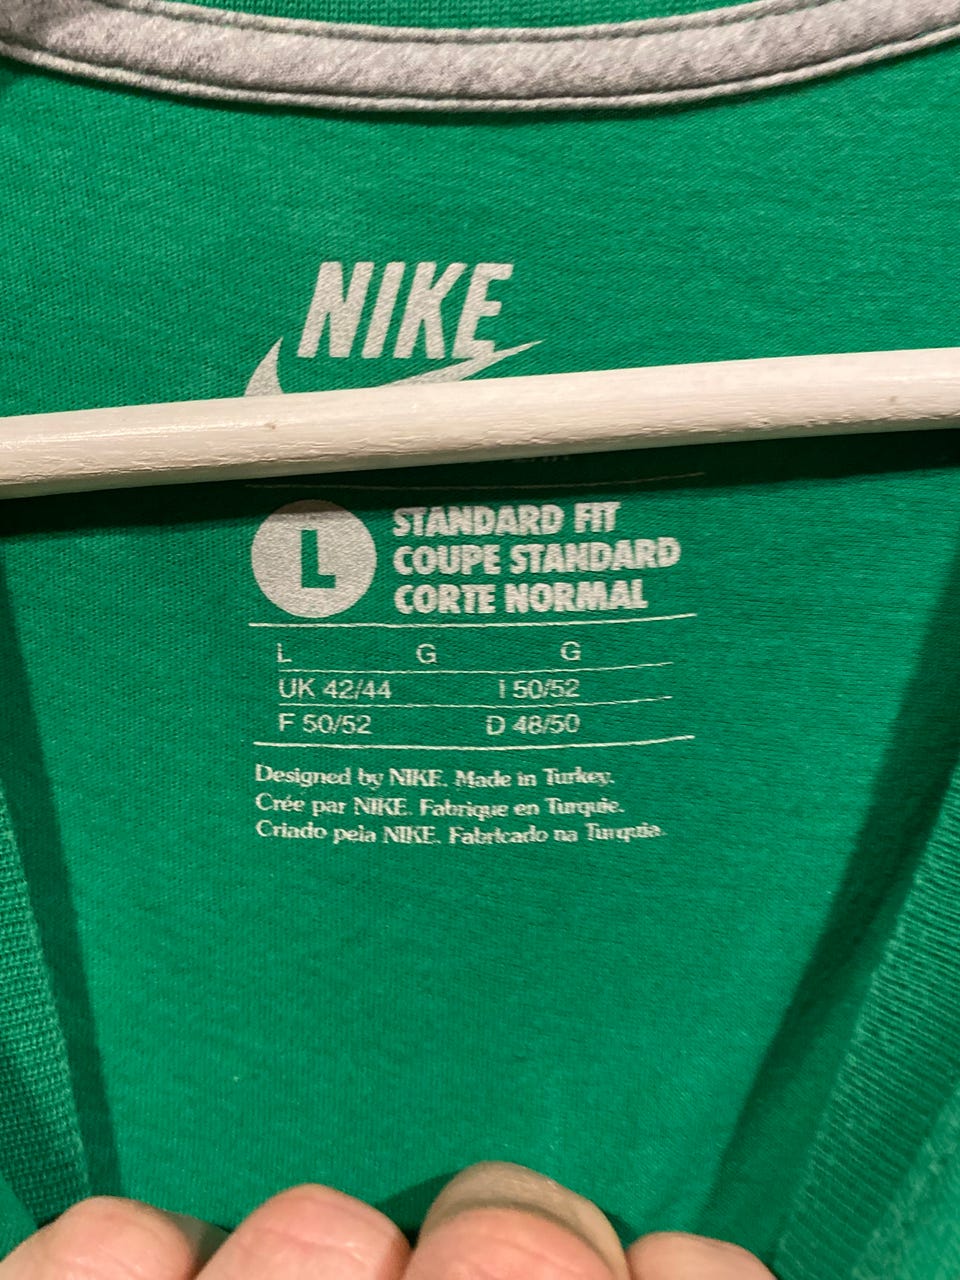 NIKE
L
STANDARD FIT
COUPE STANDARD
CORTE NORMAL
L G G
UK 42/44 I 50/52
F 50/52 D 48/50
Designed by NIKE. Made in Turkey.
Crée par NIKE. Fabrique en Turquie.
Criado pela NIKE. Fabricado na Turquia.